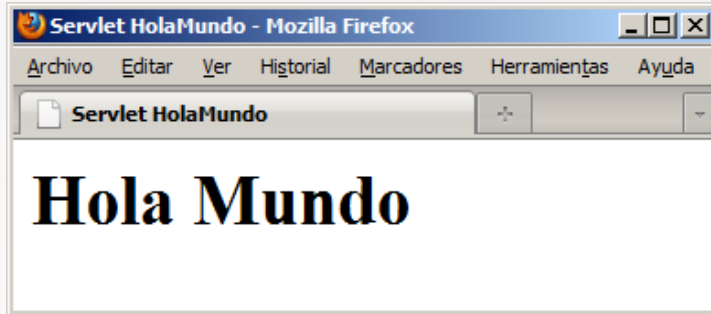 Servlet HolaMundo - Mozilla Firefox
Archivo Editar Ver Historial Marcadores Herramientas Ayuda
Servlet HolaMundo
Hola Mundo